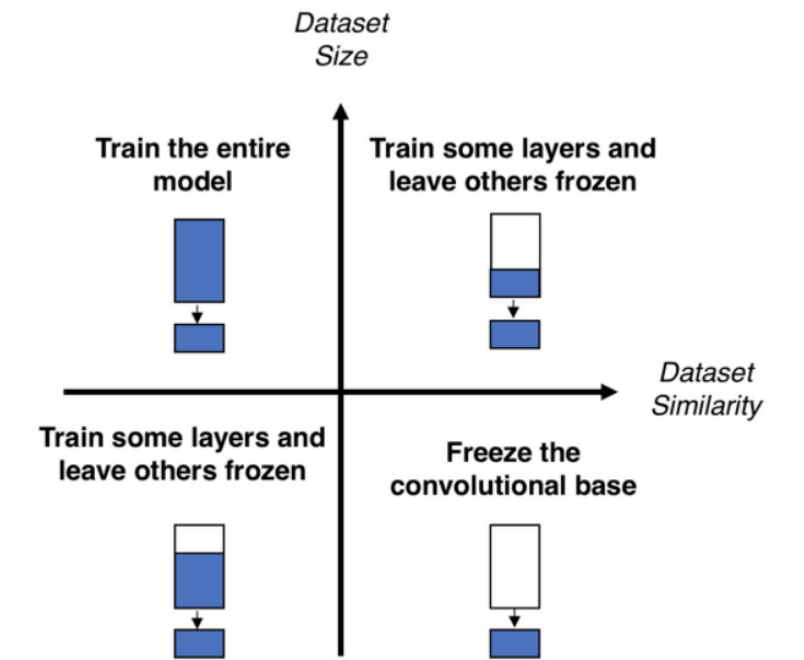 Dataset
Size
Train the entire
model
Train some layers and
leave others frozen
Dataset
Similarity
Train some layers and
leave others frozen
Freeze the
convolutional base